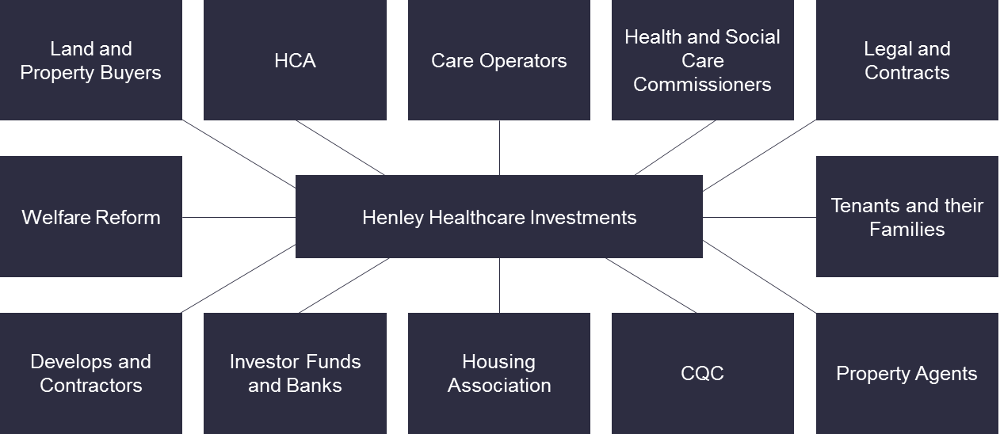 Land and
Property Buyers
HCA
Care Operators
Health and Social
Care
Commissioners
Legal and
Contracts
Welfare Reform
Henley Healthcare Investments
Tenants and their
Families
Develops and
Contractors
Investor Funds
and Banks
Housing
Association
CQC
Property Agents